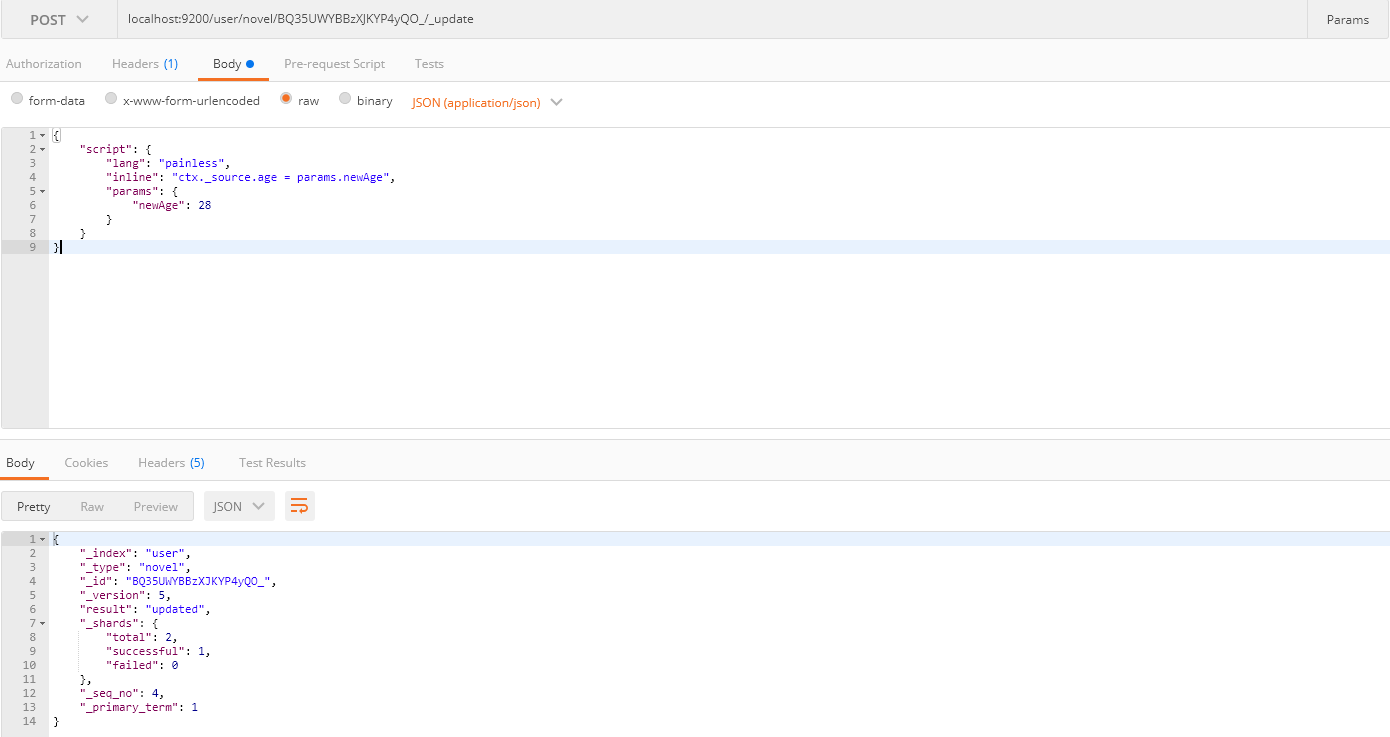 POST localhost:9200/user/novel/BQ35UWYBBzXJKYP4yQO_/_update Params
Authorization Headers (1) Body Pre-request Script Tests
form-data x-www-form-urlencoded raw binary JSON (application/json)
1 {
2 "script": {
3 "lang": "painless",
4 "inline": "ctx._source.age = params.newAge",
5 "params": {
6 "newAge": 28
7 }
8 }
9 }
Body Cookies Headers (5) Test Results
Pretty Raw Preview JSON
1 {
2 "_index": "user",
3 "_type": "novel",
4 "_id": "BQ35UWYBBzXJKYP4yQO_",
5 "_version": 5,
6 "result": "updated",
7 "_shards": {
8 "total": 2,
9 "successful": 1,
10 "failed": 0
11 },
12 "_seq_no": 4,
13 "_primary_term": 1
14 }